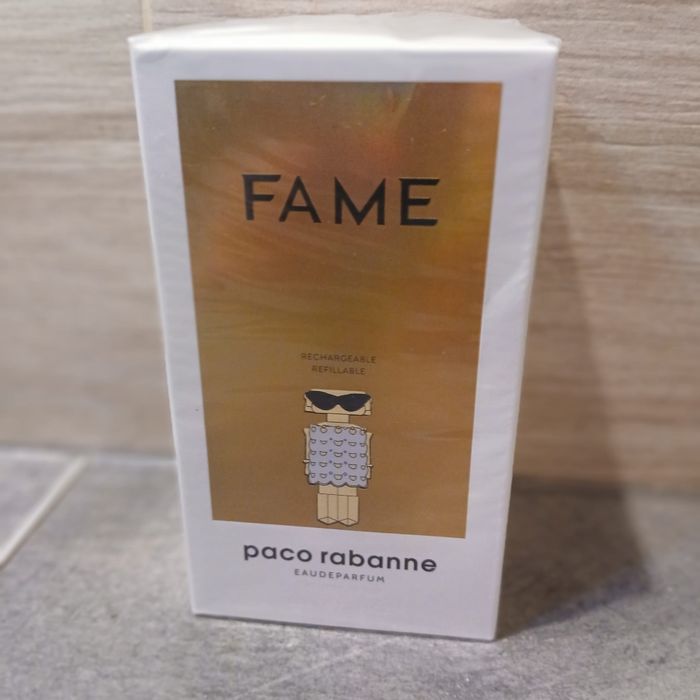 FAME
RECHARGEABLE
REFILLABLE
paco rabanne
EAUDEPARFUM